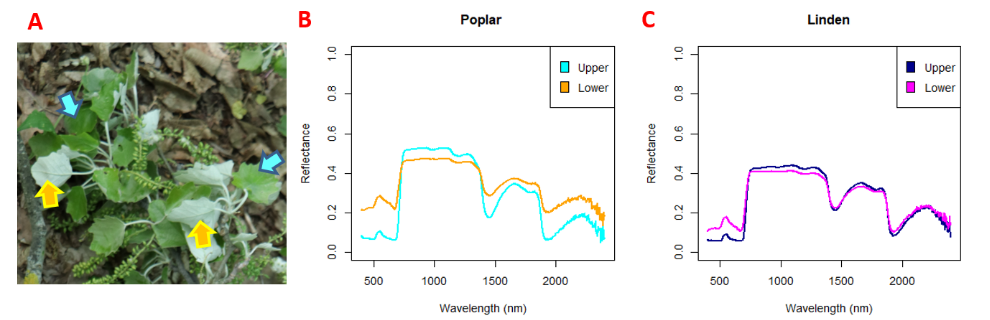 A
B
Poplar
Upper
Lower
Reflectance
0.0 0.2 0.4 0.6 0.8 1.0
500 1000 1500 2000
Wavelength (nm)
C
Linden
Upper
Lower
Reflectance
0.0 0.2 0.4 0.6 0.8 1.0
500 1000 1500 2000
Wavelength (nm)